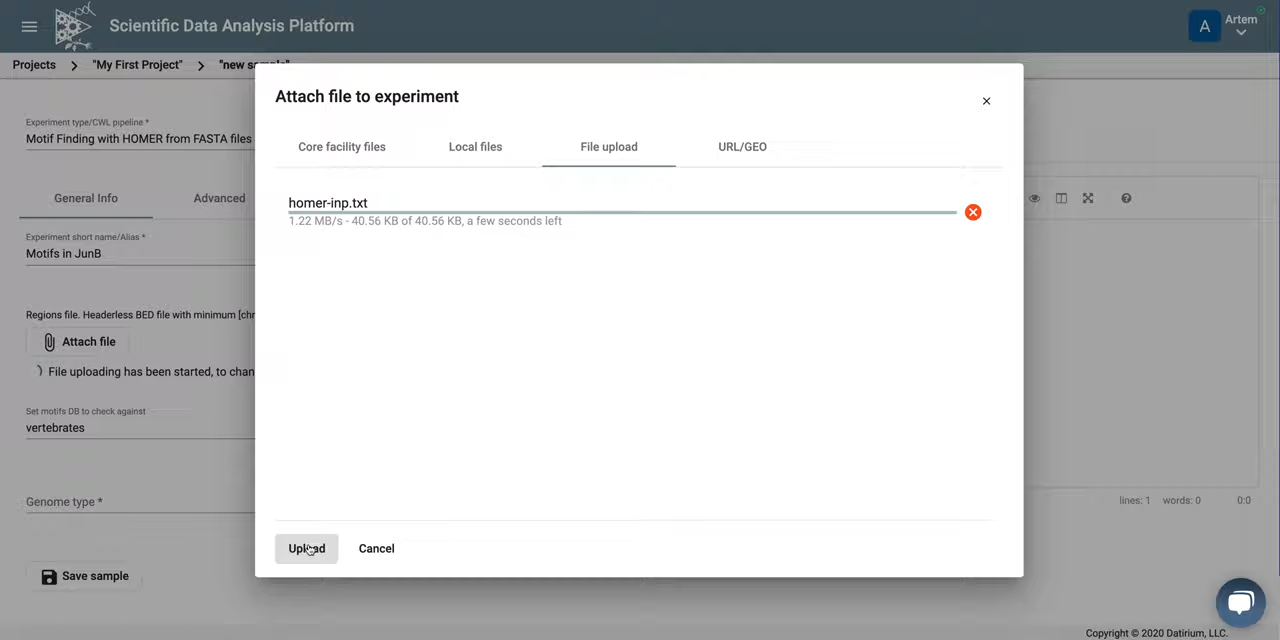 Scientific Data Analysis Platform
A
Artem
Projects > "My First Project" > "new sample"
Attach file to experiment
×
Core facility files Local files File upload URL/GEO
homer-inp.txt
1.22 MB/s - 40.56 KB of 40.56 KB, a few seconds left
Upload Cancel
Experiment type/CWL pipeline *
Motif Finding with HOMER from FASTA files
General Info Advanced
Experiment short name/Alias *
Motifs in JunB
Regions file. Headerless BED file with minimum [chr
Attach file
File uploading has been started, to chan
Set motifs DB to check against
vertebrates
Genome type *
Save sample
lines: 1 words: 0 0:0
Copyright © 2020 Datirium, LLC.